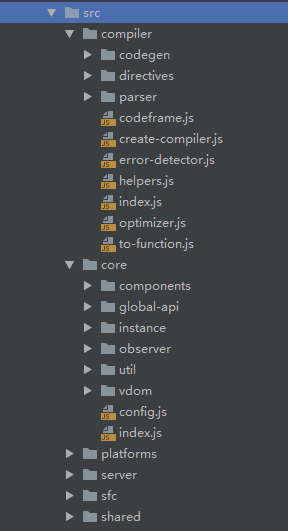 src
compiler
codegen
directives
parser
codeframe.js
create-compiler.js
error-detector.js
helpers.js
index.js
optimizer.js
to-function.js
core
components
global-api
instance
observer
util
vdom
config.js
index.js
platforms
server
sfc
shared